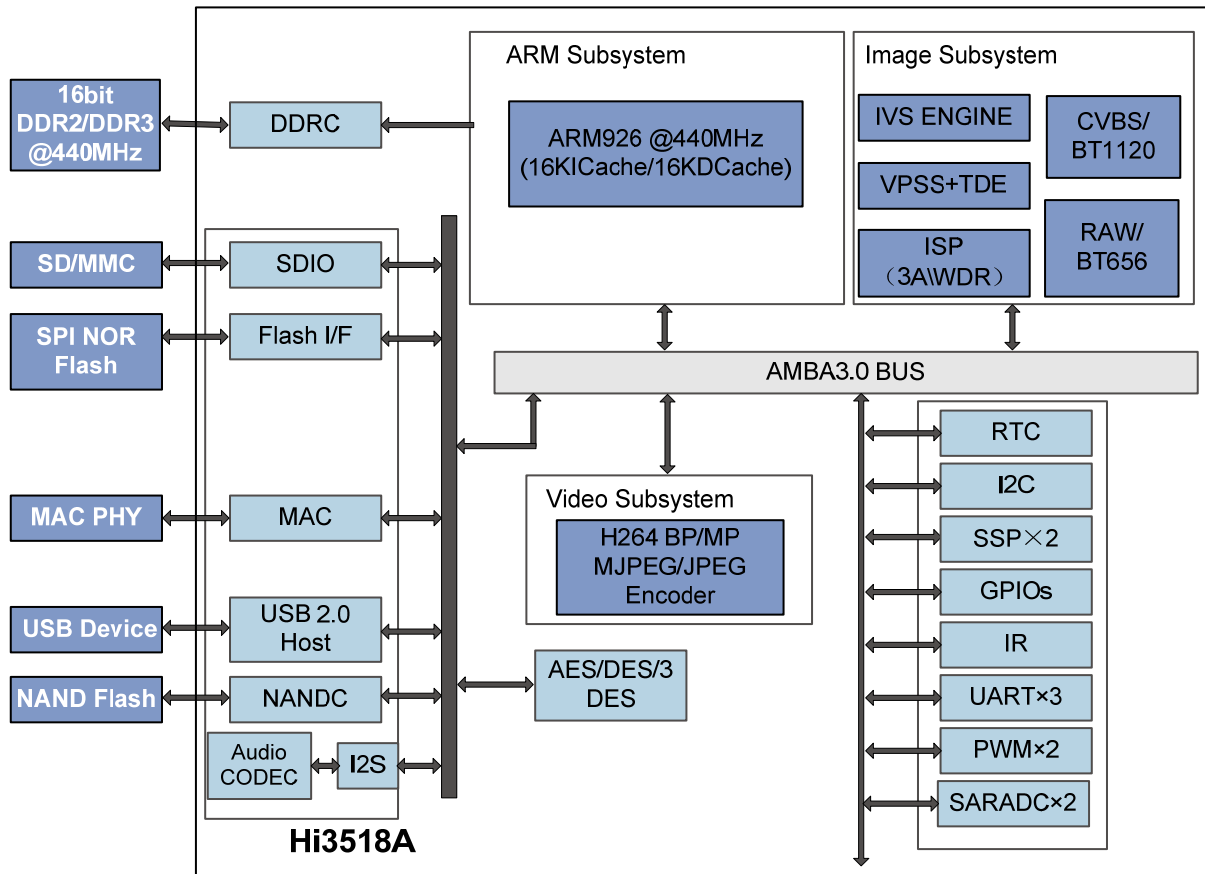 ARM Subsystem
ARM926 @440MHz
(16KICache/16KDCache)
Image Subsystem
IVS ENGINE
VPSS+TDE
ISP
（3A\WDR）
CVBS/
BT1120
RAW/
BT656
16bit
DDR2/DDR3
@440MHz
DDRC
SD/MMC
SDIO
SPI NOR
Flash
Flash I/F
AMBA3.0 BUS
MAC PHY
MAC
USB Device
USB 2.0
Host
NAND Flash
NANDC
Audio
CODEC
I2S
Hi3518A
Video Subsystem
H264 BP/MP
MJPEG/JPEG
Encoder
AES/DES/3
DES
RTC
I2C
SSP×2
GPIOs
IR
UART×3
PWM×2
SARADC×2